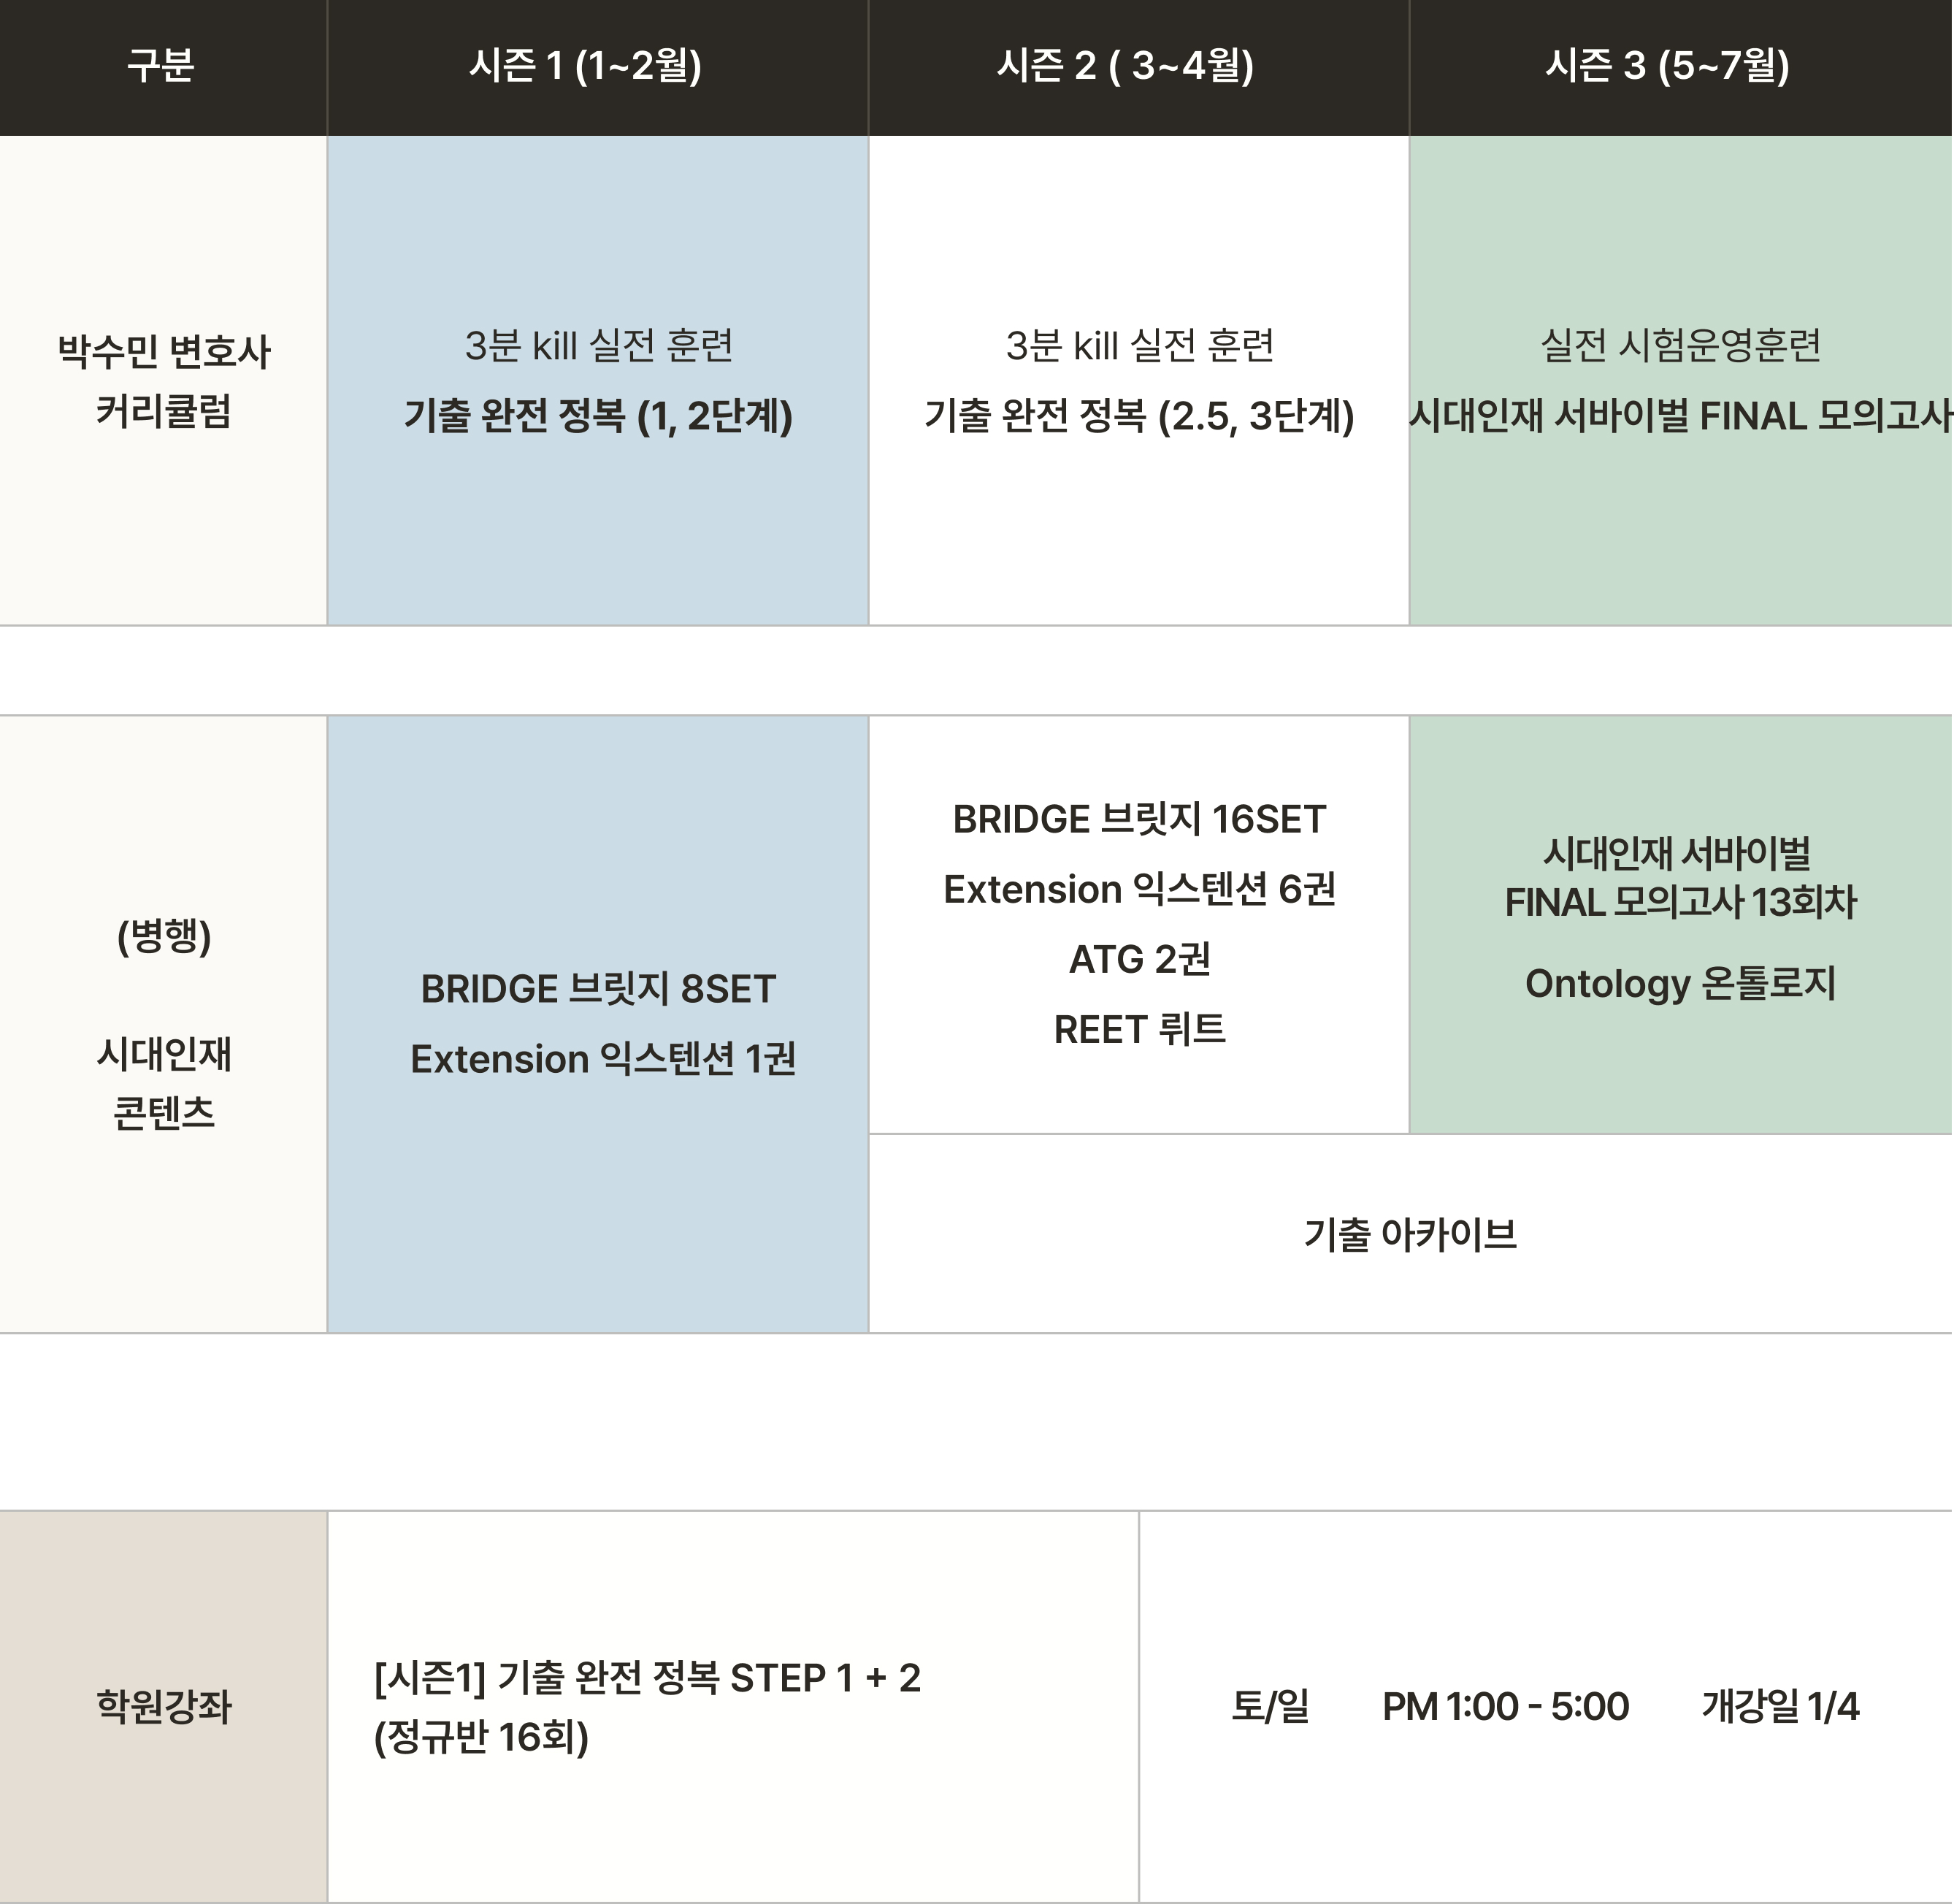 구분
시즌 1 (1~2월)
시즌 2 ( 3~4월)
시즌 3 (5~7월)
박수민 변호사
커리큘럼
3분 kill 실전 훈련
기출 완전 정복 (1, 2단계)
3분 kill 실전 훈련
기출 완전 정복 (2.5, 3단계)
실전 시험운영훈련
시대인재 서바이벌 FINAL 모의고사
(병행)
시대인재
콘텐츠
BRIDGE 브릿지 8SET
Extension 익스텐션 1권
BRIDGE 브릿지 16SET
Extension 익스텐션 6권
ATG 2권
REET 뤼트
시대인재 서바이벌
FINAL 모의고사 13회차
Ontology 온톨로지
기출 아카이브
학원강좌
[시즌1] 기출 완전 정복 STEP 1 + 2
(정규반 16회)
토/일 PM1:00 - 5:00 개강일 1/4